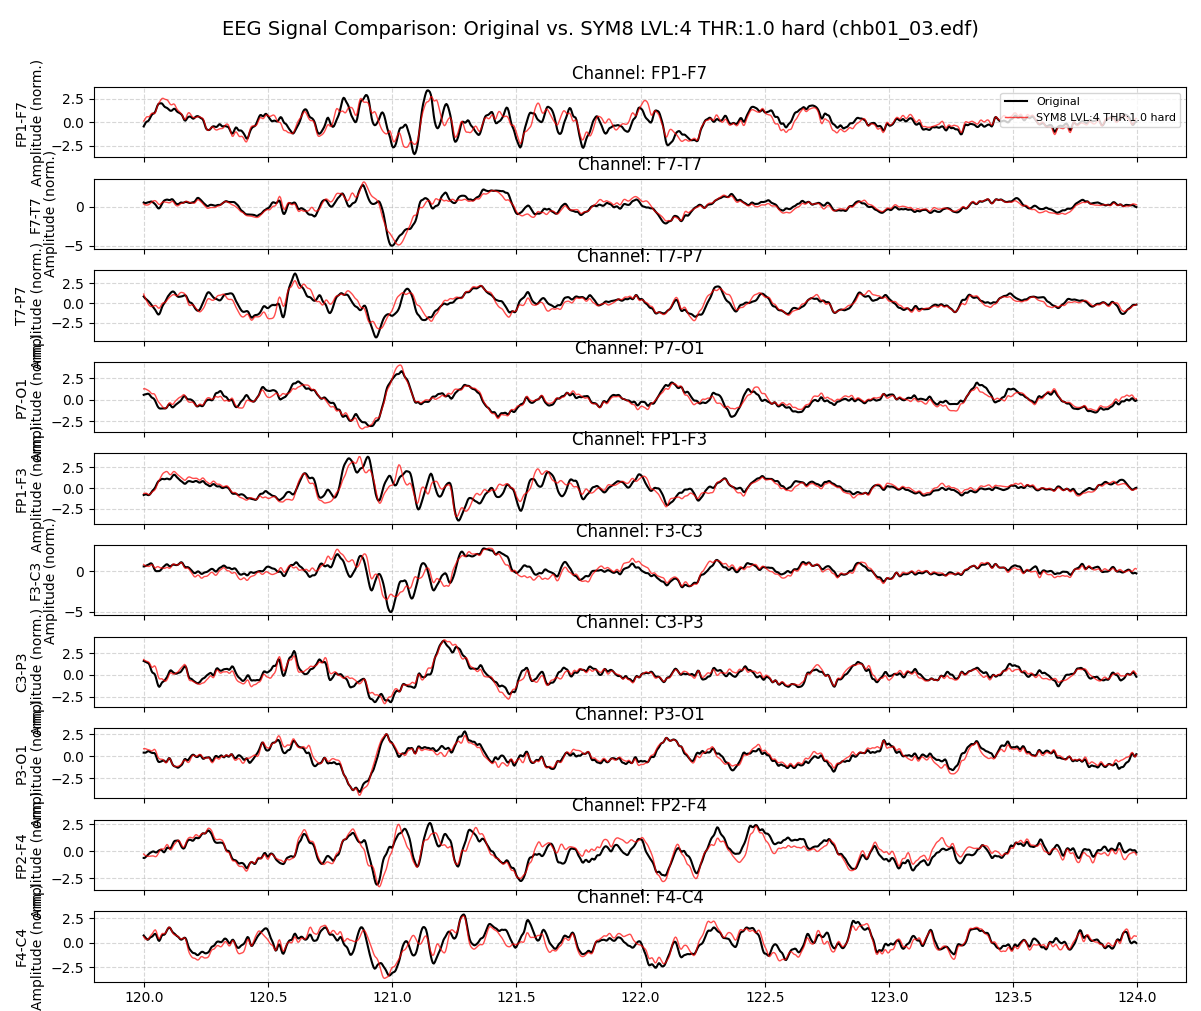 EEG Signal Comparison: Original vs. SYM8 LVL:4 THR:1.0 hard (chb01_03.edf)
Channel: FP1-F7
FP1-F7
Amplitude (norm.)
2.5
0.0
−2.5
Original
SYM8 LVL:4 THR:1.0 hard
Channel: F7-T7
F7-T7
Amplitude (norm.)
0
−5
Channel: T7-P7
T7-P7
Amplitude (norm.)
2.5
0.0
−2.5
Channel: P7-O1
P7-O1
Amplitude (norm.)
2.5
0.0
−2.5
Channel: FP1-F3
FP1-F3
Amplitude (norm.)
2.5
0.0
−2.5
Channel: F3-C3
F3-C3
Amplitude (norm.)
0
−5
Channel: C3-P3
C3-P3
Amplitude (norm.)
2.5
0.0
−2.5
Channel: P3-O1
P3-O1
Amplitude (norm.)
2.5
0.0
−2.5
Channel: FP2-F4
FP2-F4
Amplitude (norm.)
2.5
0.0
−2.5
Channel: F4-C4
F4-C4
Amplitude (norm.)
2.5
0.0
−2.5
120.0
120.5
121.0
121.5
122.0
122.5
123.0
123.5
124.0